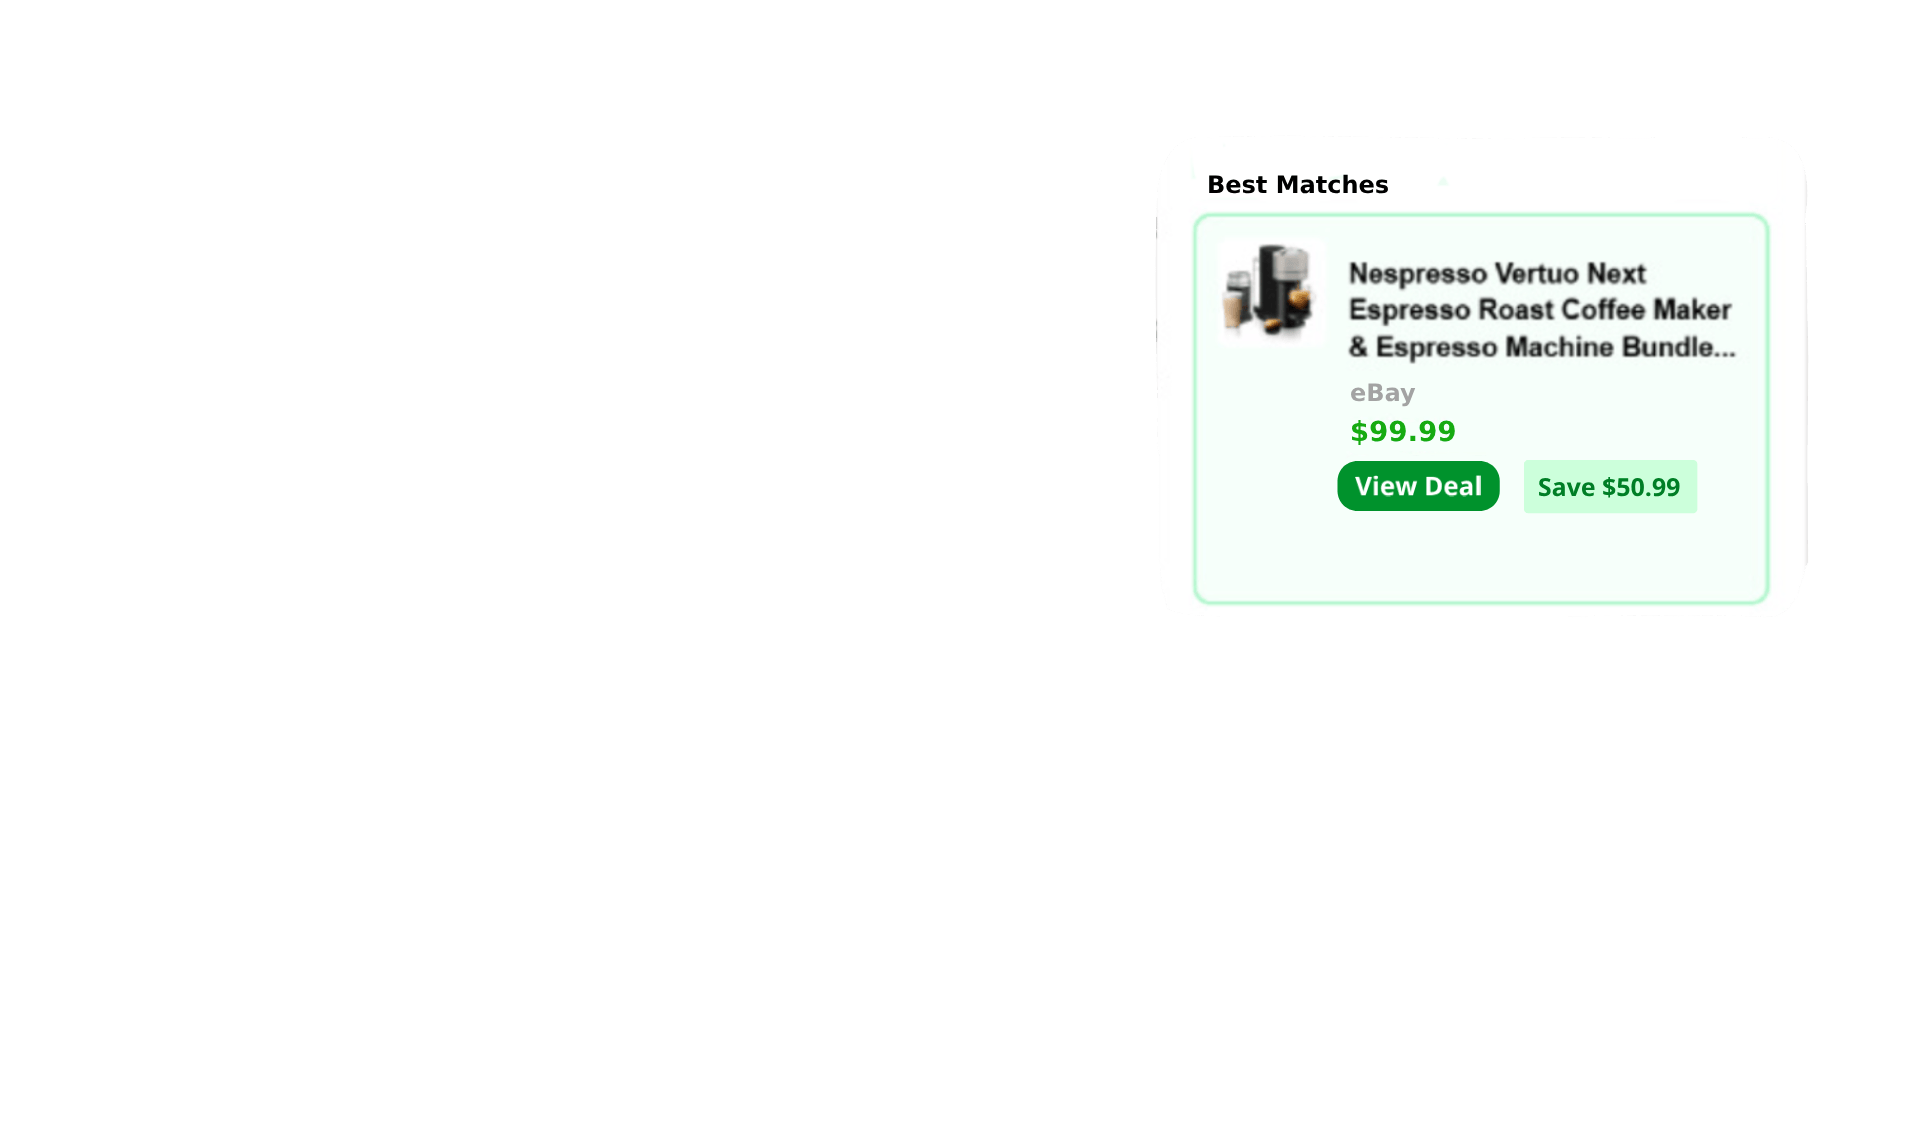 Best Matches
Nespresso Vertuo Next
Espresso Roast Coffee Maker
& Espresso Machine Bundle...
eBay
$99.99
View Deal
Save $50.99